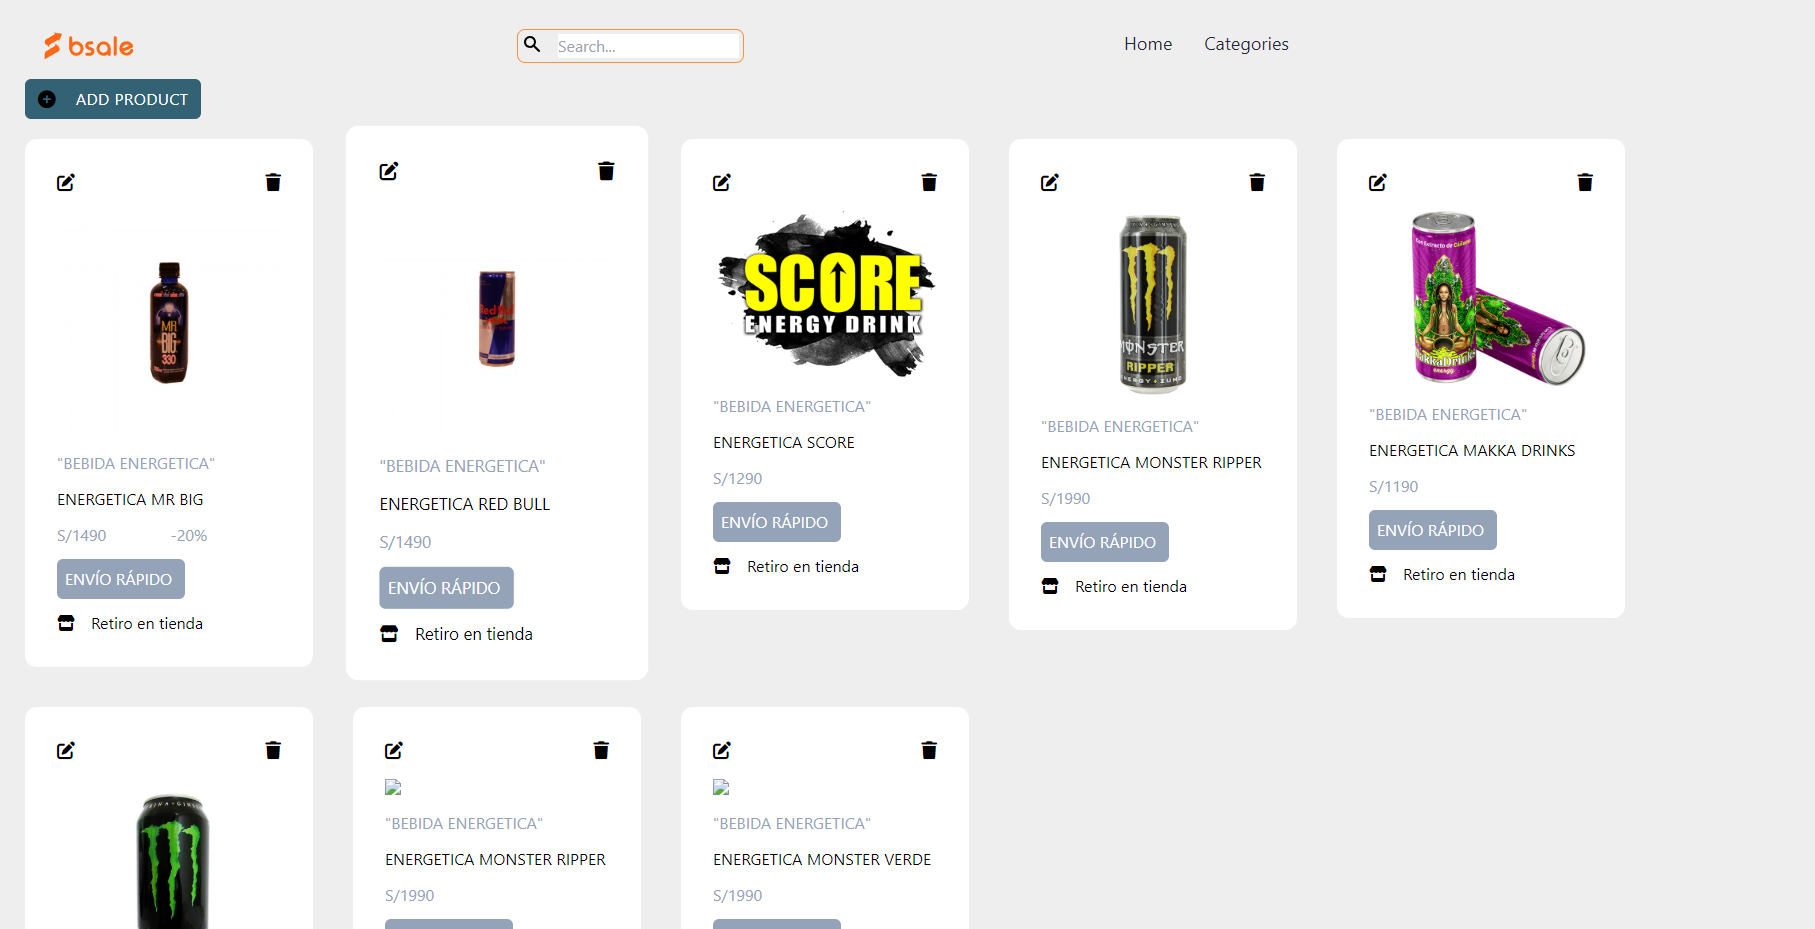 bsale
Search...
Home
Categories
ADD PRODUCT
MR.
BIG
330
"BEBIDA ENERGETICA"
ENERGETICA MR BIG
S/1490 -20%
ENVÍO RÁPIDO
Retiro en tienda
Red Bull
"BEBIDA ENERGETICA"
ENERGETICA RED BULL
S/1490
ENVÍO RÁPIDO
Retiro en tienda
SCORE
ENERGY DRINK
"BEBIDA ENERGETICA"
ENERGETICA SCORE
S/1290
ENVÍO RÁPIDO
Retiro en tienda
MONSTER
RIPPER
"BEBIDA ENERGETICA"
ENERGETICA MONSTER RIPPER
S/1990
ENVÍO RÁPIDO
Retiro en tienda
MakkaDrinks
energy
"BEBIDA ENERGETICA"
ENERGETICA MAKKA DRINKS
S/1190
ENVÍO RÁPIDO
Retiro en tienda
"BEBIDA ENERGETICA"
ENERGETICA MONSTER RIPPER
S/1990
"BEBIDA ENERGETICA"
ENERGETICA MONSTER VERDE
S/1990